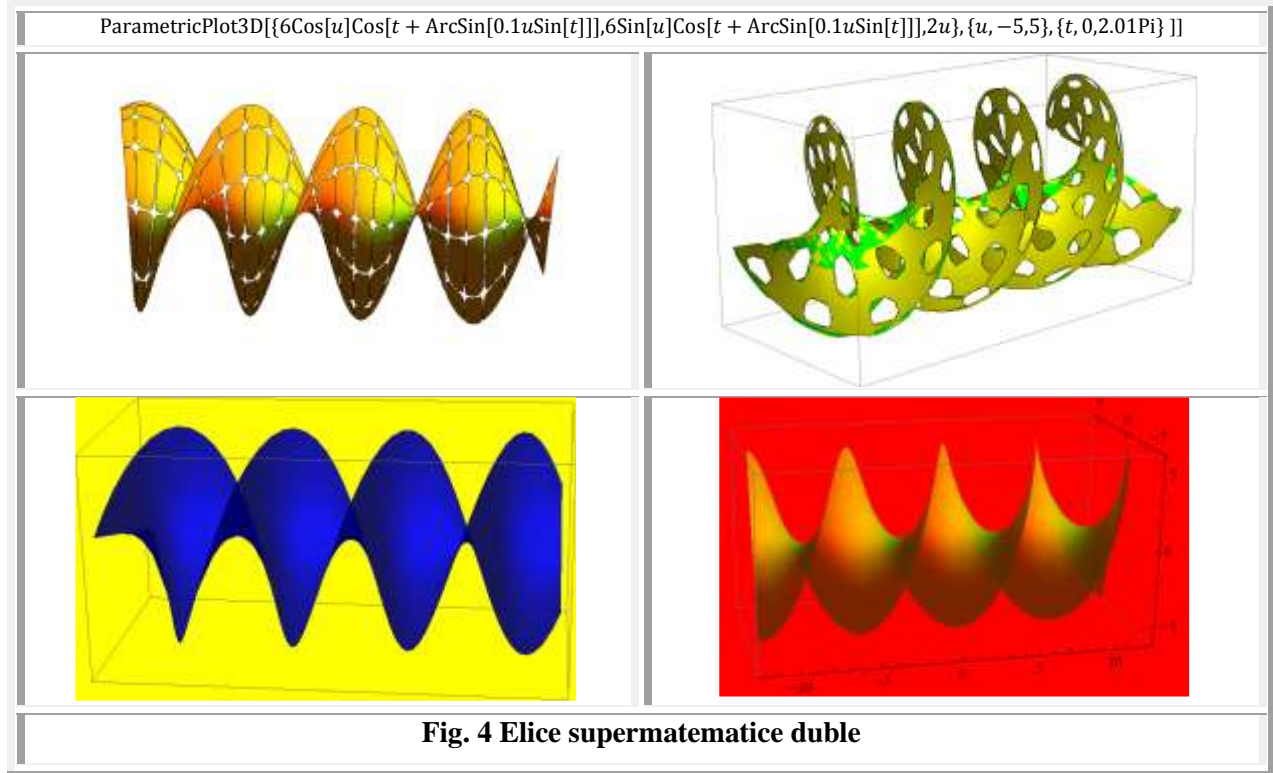 ParametricPlot3D[{6Cos[𝑢]Cos[𝑡 + ArcSin[0.1𝑢Sin[𝑡]]],6Sin[𝑢]Cos[𝑡 + ArcSin[0.1𝑢Sin[𝑡]]],2𝑢},{𝑢,−5,5},{𝑡, 0,2.01Pi} ]]
Fig. 4 Elice supermatematice duble